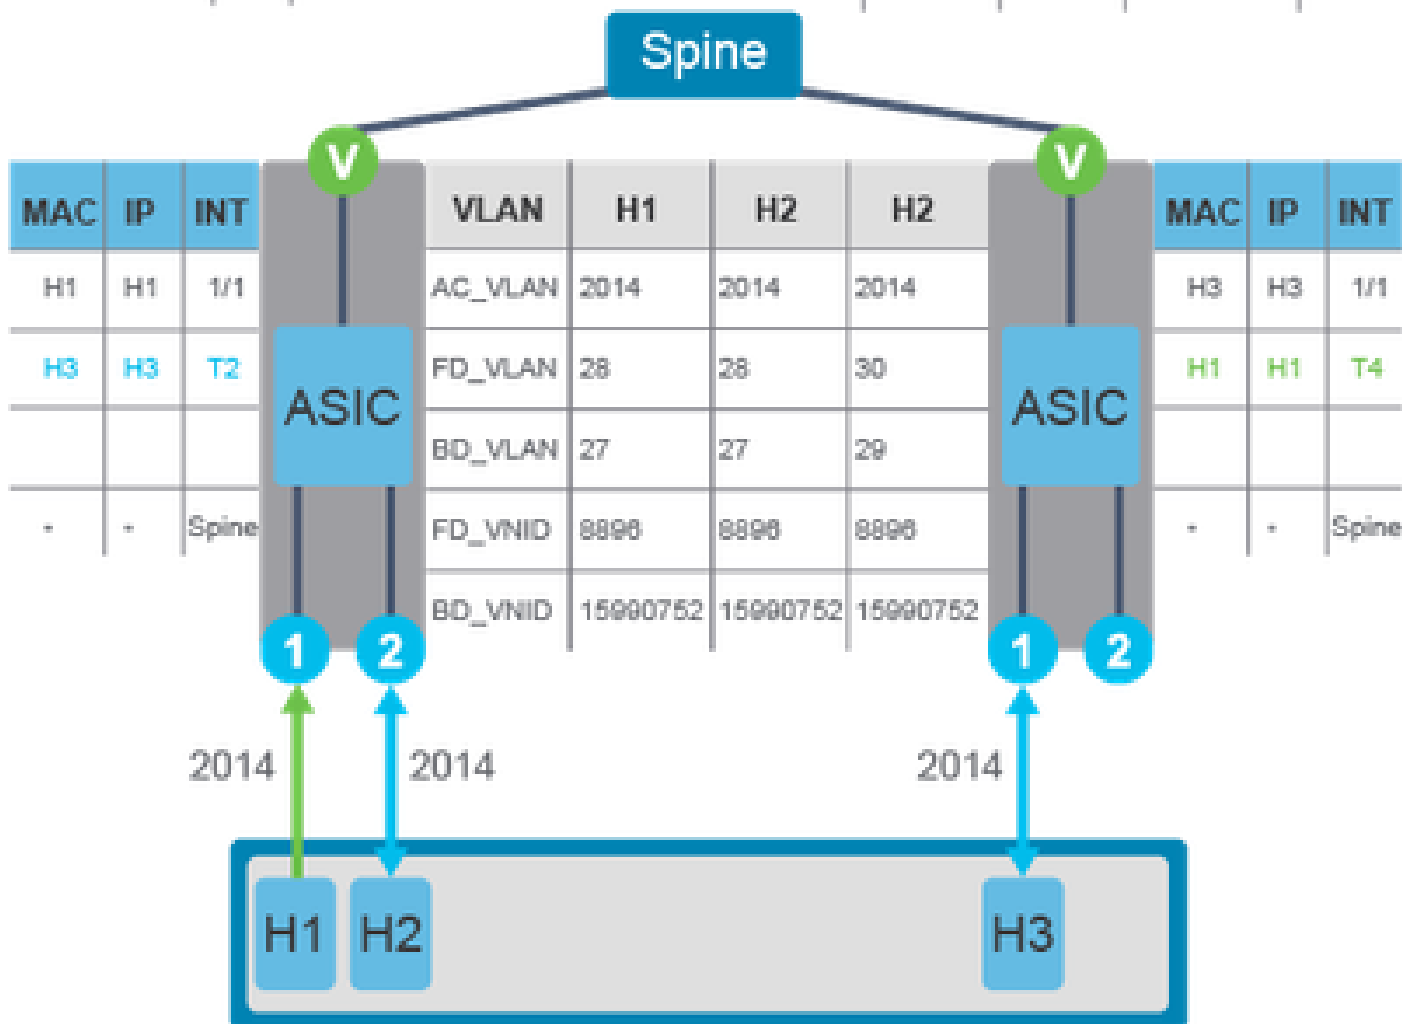 Spine
V V
MAC IP INT VLAN H1 H2 H2 MAC IP INT
H1 H1 1/1 AC_VLAN 2014 2014 2014 H3 H3 1/1
H3 H3 T2 FD_VLAN 28 28 30 H1 H1 T4
ASIC ASIC
BD_VLAN 27 27 29
- - Spine FD_VNID 8896 8896 8896 - - Spine
BD_VNID 15990752 15990752 15990752
1 2 1 2
2014 2014 2014
H1 H2 H3